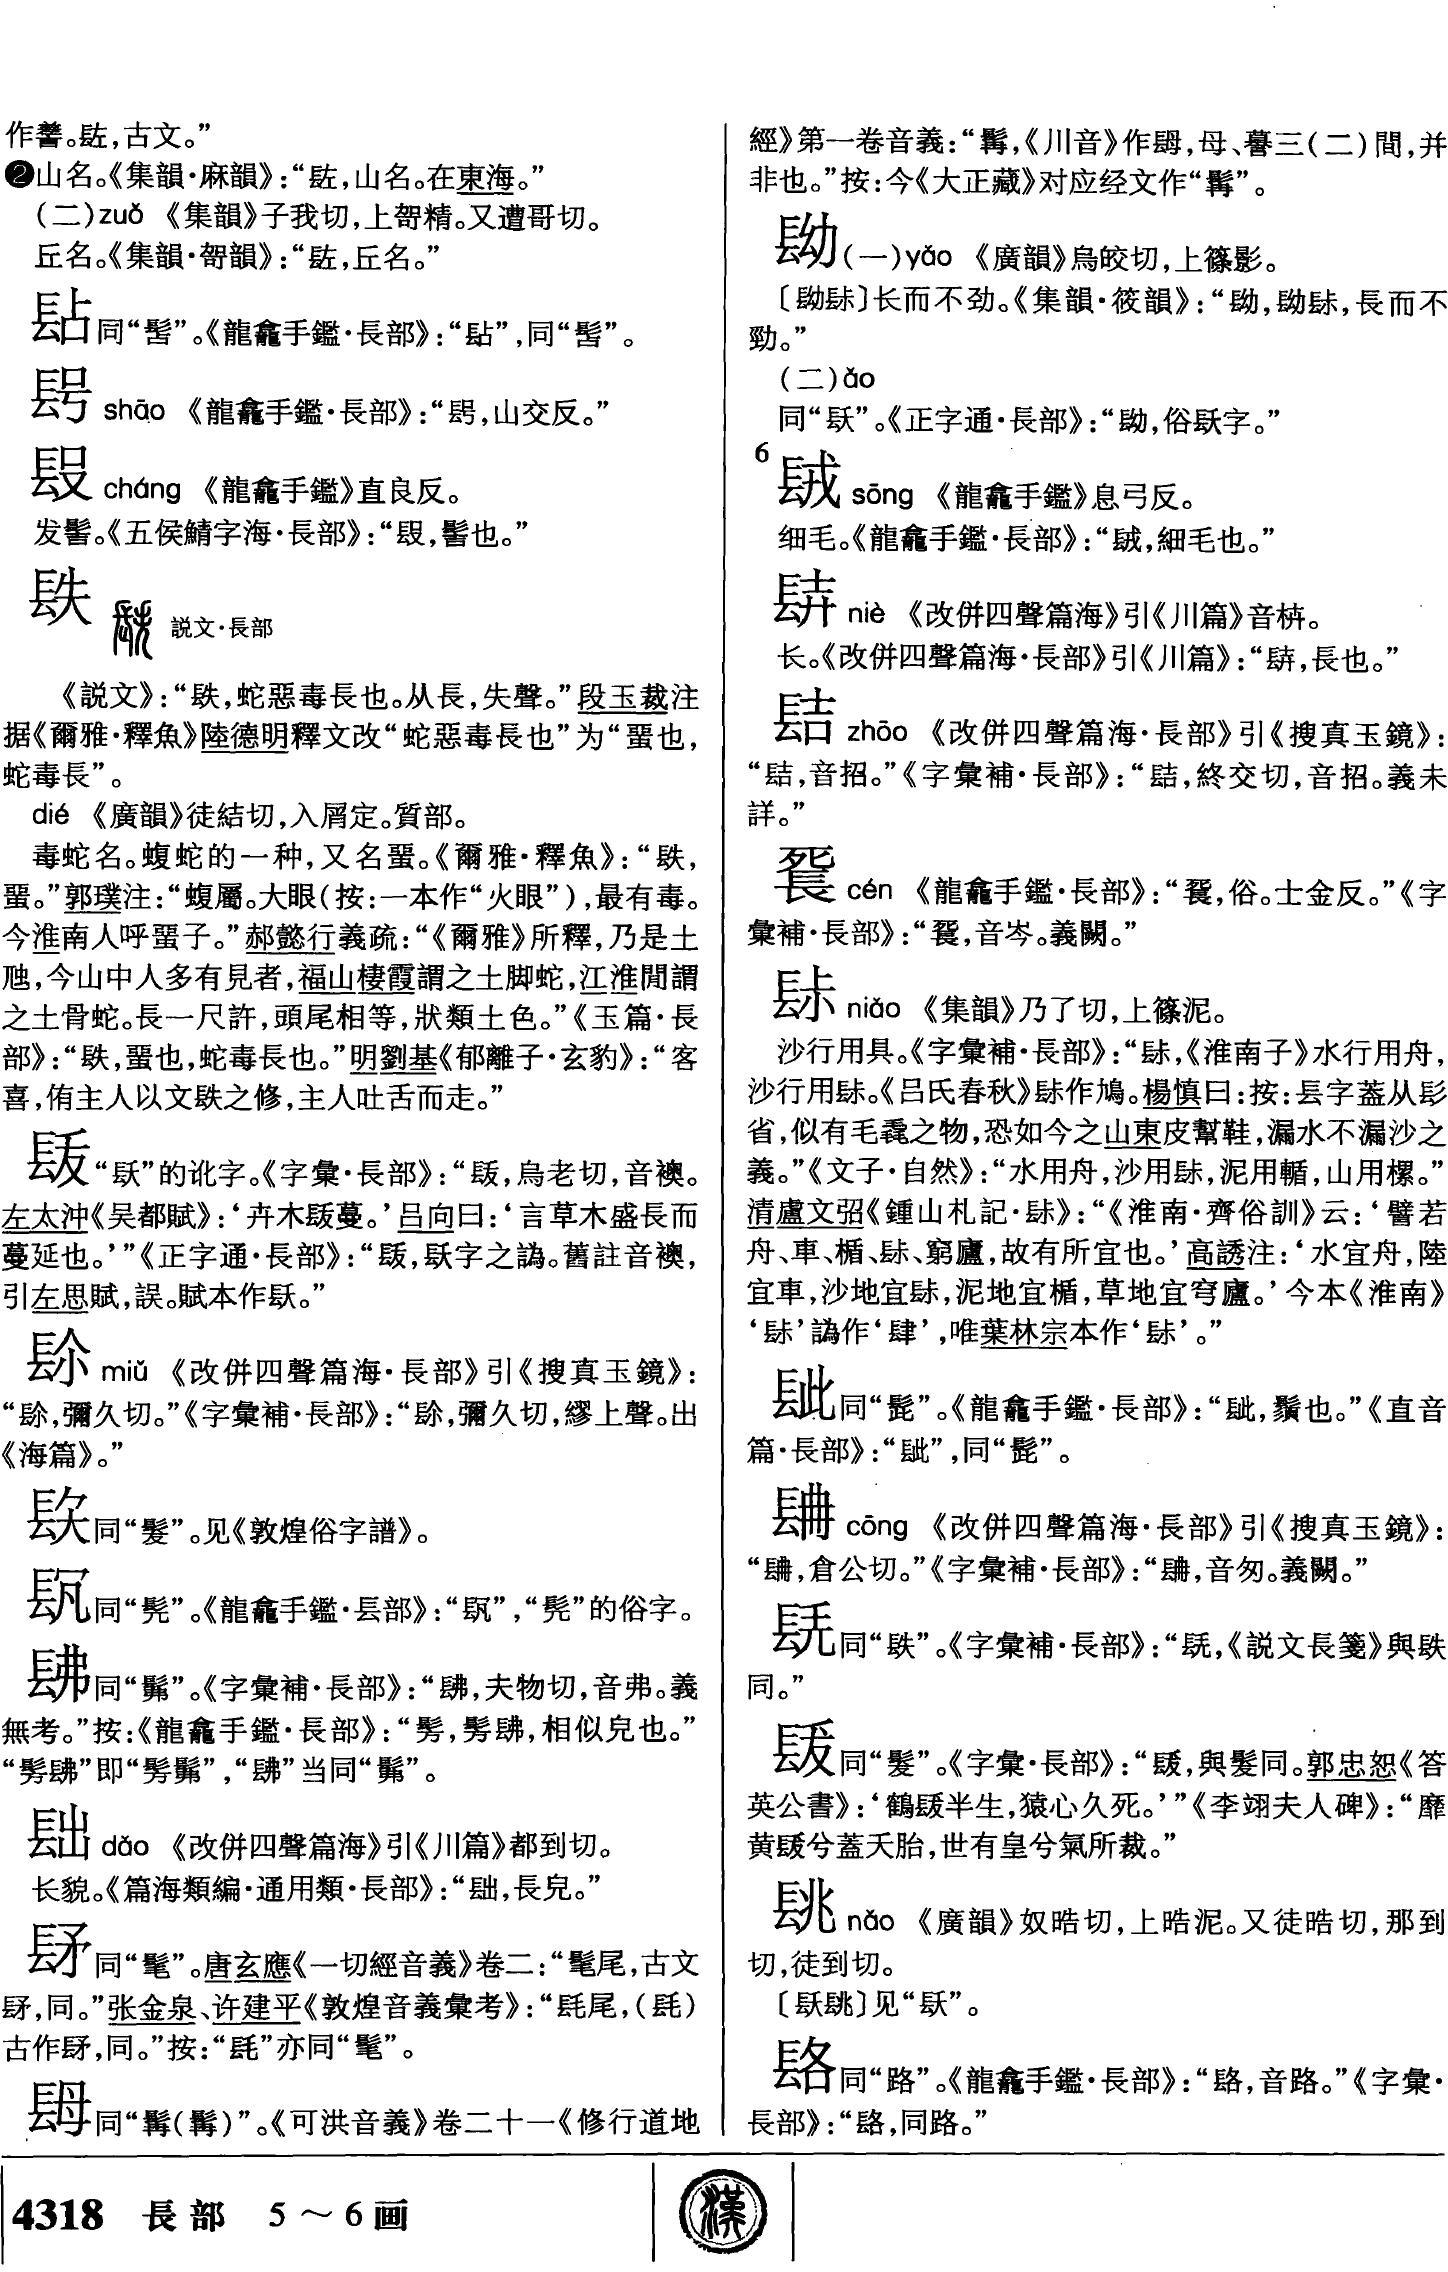 作䰈。,古文。”
❷山名。《集韻·麻韻》:“,山名。在東海。”
(二)zuǒ 《集韻》子我切,上哿精。又遭哥切。
丘名。《集韻·哿韻》:“,丘名。”
同“髻”。《龍龕手鑑·長部》:“”,同“髻”。
shāo 《龍龕手鑑·長部》:“,山交反。”
cháng 《龍龕手鑑》直良反。
发髻。《五侯鯖字海·長部》:“,髻也。”
镻 説文·長部
《説文》:“镻,蛇惡毒長也。从長,失聲。”段玉裁注
据《爾雅·釋魚》陸德明釋文改“蛇惡毒長也”为“蝁也,
蛇毒長”。
dié 《廣韻》徒結切,入屑定。質部。
毒蛇名。蝮蛇的一种,又名蝁。《爾雅·釋魚》:“镻,
蝁。”郭璞注:“蝮屬。大眼(按:一本作“火眼”),最有毒。
今淮南人呼蝁子。”郝懿行義疏:“《爾雅》所釋,乃是土
虺,今山中人多有見者,福山棲霞謂之土脚蛇,江淮閒謂
之土骨蛇。長一尺許,頭尾相等,狀類土色。”《玉篇·長
部》:“镻,蝁也,蛇毒長也。”明劉基《郁離子·玄豹》:“客
喜,侑主人以文镻之修,主人吐舌而走。”
“镺”的讹字。《字彙·長部》:“,烏老切,音襖。
左太沖《吴都賦》:‘卉木蔓。’吕向曰:‘言草木盛長而
蔓延也。’”《正字通·長部》:“,镺字之譌。舊註音襖,
引左思賦,誤。賦本作镺。”
miǔ 《改併四聲篇海·長部》引《搜真玉鏡》:
“,彌久切。”《字彙補·長部》:“,彌久切,繆上聲。出
《海篇》。”
同“髮”。见《敦煌俗字譜》。
同“髡”。《龍龕手鑑·镸部》:“”,“髡”的俗字。
同“髴”。《字彙補·長部》:“,夫物切,音弗。義
無考。”按:《龍龕手鑑·長部》:“髣,髣,相似皃也。”
“髣”即“髣髴”,“”当同“髴”。
dǎo 《改併四聲篇海》引《川篇》都到切。
长貌。《篇海類編·通用類·長部》:“,長皃。”
同“髦”。唐玄應《一切經音義》卷二:“髦尾,古文
,同。”张金泉、许建平《敦煌音義彙考》:“尾,()
古作,同。”按:“”亦同“髦”。
同“髯()”。《可洪音義》卷二十一《修行道地
經》第一卷音義:“,《川音》作,母、三(二)間,并
非也。”按:今《大正藏》对应经文作“”。
(一)yǎo 《廣韻》烏皎切,上篠影。
〔〕长而不劲。《集韻·筱韻》:“,,長而不
勁。”
(二)ǎo
同“镺”。《正字通·長部》:“,俗镺字。”
6
sōng 《龍龕手鑑》息弓反。
细毛。《龍龕手鑑·長部》:“,細毛也。”
niè 《改併四聲篇海》引《川篇》音枿。
长。《改併四聲篇海·長部》引《川篇》:“,長也。”
zhāo 《改併四聲篇海·長部》引《搜真玉鏡》:
“,音招。”《字彙補·長部》:“,終交切,音招。義未
詳。”
cén 《龍龕手鑑·長部》:“,俗。士金反。”《字
彙補·長部》:“,音岑。義闕。”
niǎo 《集韻》乃了切,上篠泥。
沙行用具。《字彙補·長部》:“,《淮南子》水行用舟,
沙行用。《吕氏春秋》作鳩。楊慎曰:按:镸字葢从髟
省,似有毛毳之物,恐如今之山東皮幫鞋,漏水不漏沙之
義。”《文子·自然》:“水用舟,沙用,泥用輴,山用樏。”
清盧文弨《鍾山札記·》:“《淮南·齊俗訓》云:‘譬若
舟、車、楯、、窮廬,故有所宜也。’高誘注:‘水宜舟,陸
宜車,沙地宜,泥地宜楯,草地宜穹廬。’今本《淮南》
‘’譌作‘肆’,唯葉林宗本作‘’。”
同“髭”。《龍龕手鑑·長部》:“,鬚也。”《直音
篇·長部》:“”,同“髭”。
cōng 《改併四聲篇海·長部》引《搜真玉鏡》:
“,倉公切。”《字彙補·長部》:“,音匆。義闕。”
同“镻”。《字彙補·長部》:“,《説文長箋》與镻
同。”
同“髮”。《字彙·長部》:“,與髮同。郭忠恕《答
英公書》:‘鶴半生,猿心久死。’”《李翊夫人碑》:“靡
黄兮蓋天胎,世有皇兮氣所裁。”
nǎo 《廣韻》奴晧切,上晧泥。又徒晧切,那到
切,徒到切。
〔镺〕见“镺”。
同“路”。《龍龕手鑑·長部》:“,音路。”《字彙·
長部》:“,同路。”
4318 長部 5～6画
漢